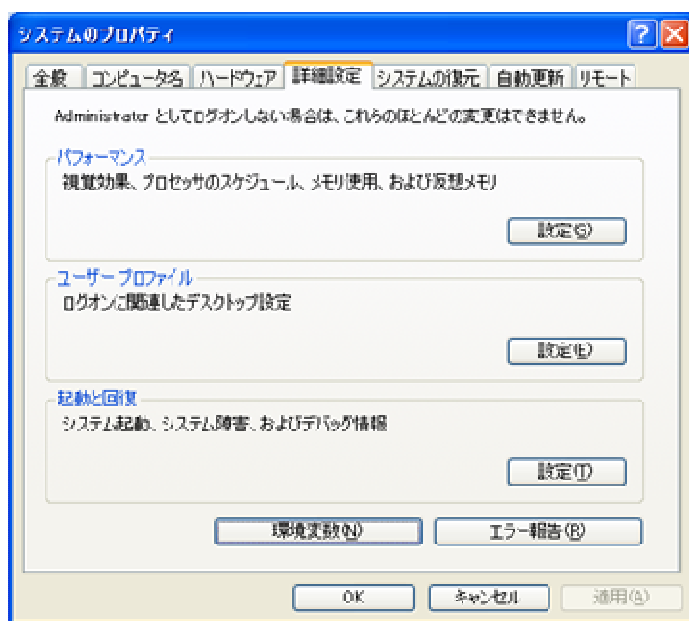 システムのプロパティ
全般 コンピュータ名 ハードウェア 詳細設定 システムの復元 自動更新 リモート
Administrator としてログオンしない場合は、これらのほとんどの変更はできません。
パフォーマンス
視覚効果、プロセッサのスケジュール、メモリ使用、および仮想メモリ
設定(S)
ユーザー プロファイル
ログオンに関連したデスクトップ設定
設定(E)
起動と回復
システム起動、システム障害、およびデバッグ情報
設定(T)
環境変数(N) エラー報告(R)
OK キャンセル 適用(A)